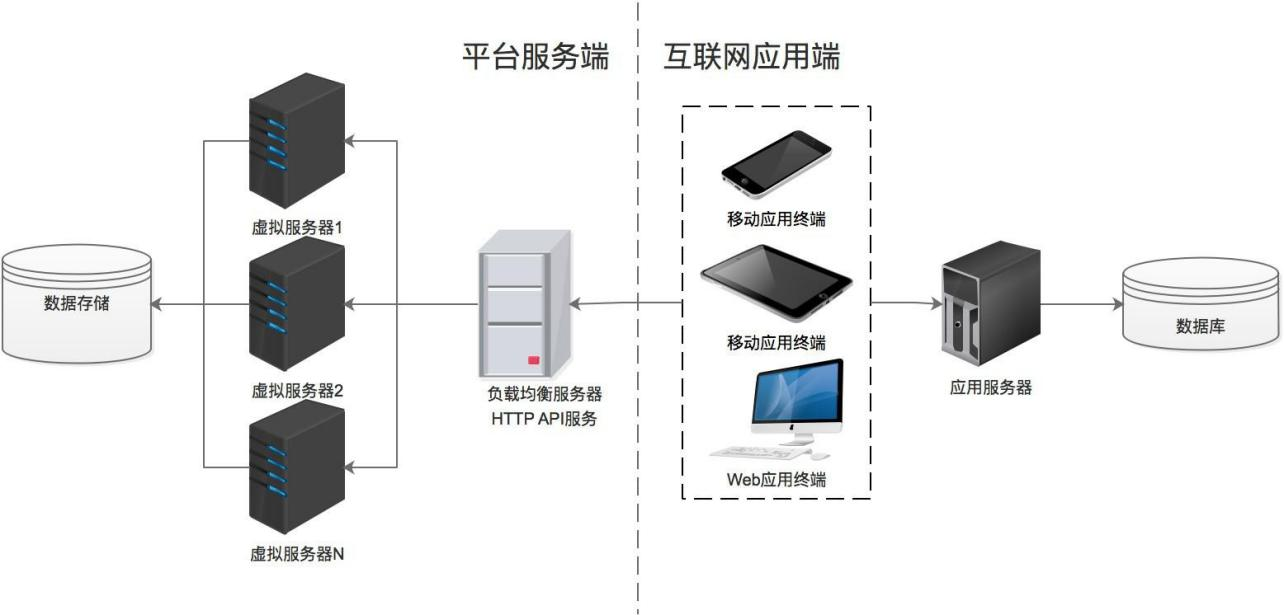 平台服务端
互联网应用端
虚拟服务器1
移动应用终端
数据存储
数据库
虚拟服务器2
负载均衡服务器
HTTP API服务
移动应用终端
应用服务器
Web应用终端
虚拟服务器N